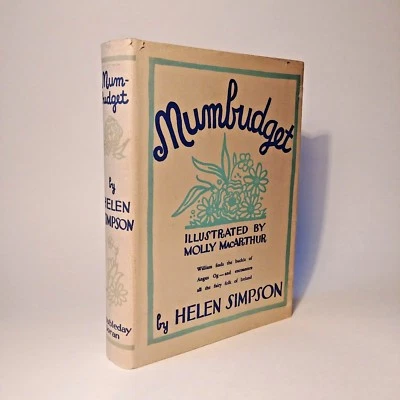 Mum-
budget
by
HELEN
SIMPSON
Doubleday
Doran
Mumbudget
ILLUSTRATED BY
MOLLY MACARTHUR
William finds the buckle of
Angus Og—and encounters
all the fairy folk of Ireland
by HELEN SIMPSON